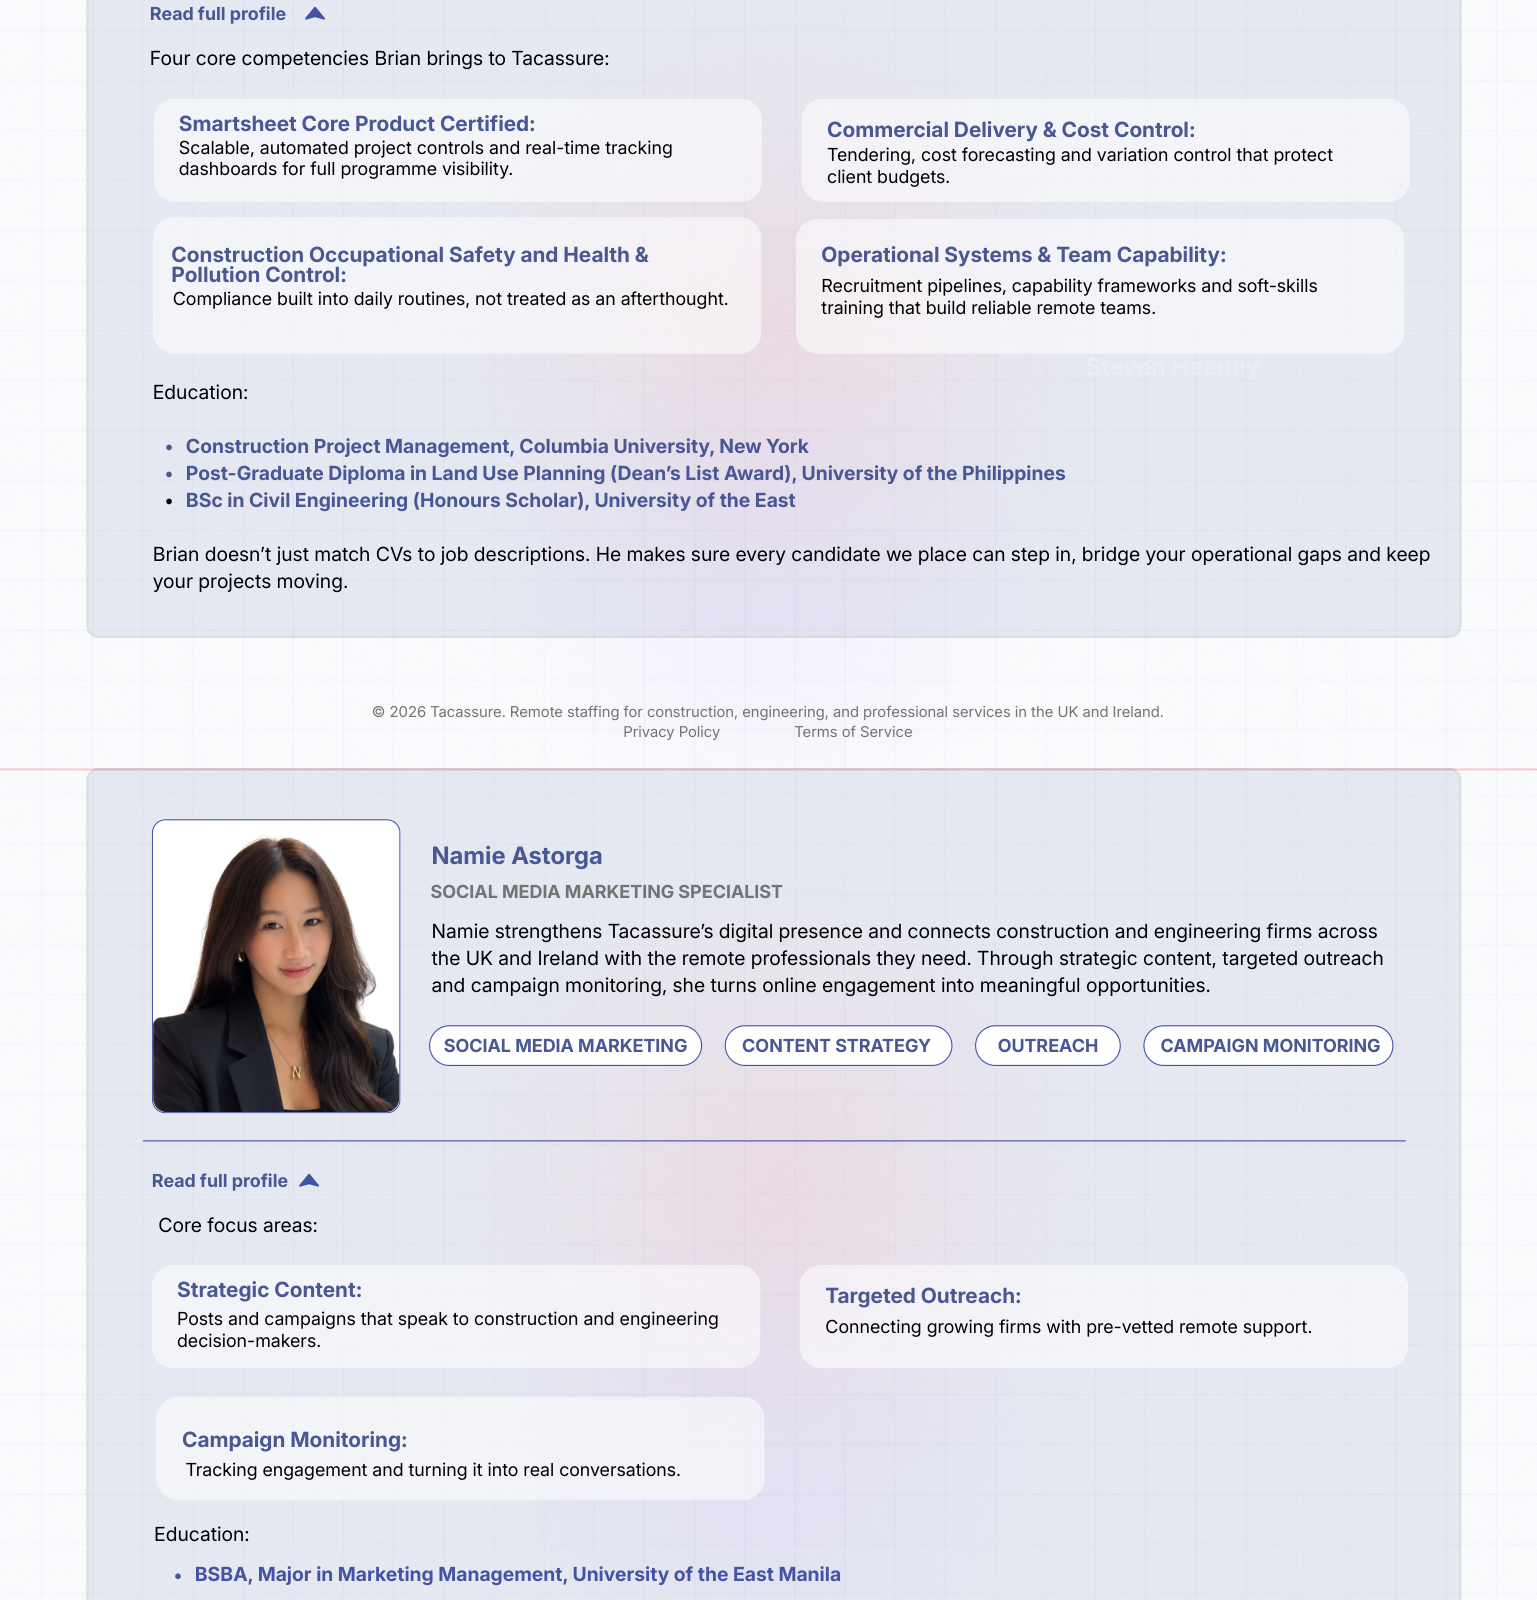 Read full profile
Four core competencies Brian brings to Tacassure:
Smartsheet Core Product Certified:
Scalable, automated project controls and real-time tracking
dashboards for full programme visibility.
Commercial Delivery & Cost Control:
Tendering, cost forecasting and variation control that protect
client budgets.
Construction Occupational Safety and Health &
Pollution Control:
Compliance built into daily routines, not treated as an afterthought.
Operational Systems & Team Capability:
Recruitment pipelines, capability frameworks and soft-skills
training that build reliable remote teams.
Steven Heaney
Education:
• Construction Project Management, Columbia University, New York
• Post-Graduate Diploma in Land Use Planning (Dean’s List Award), University of the Philippines
• BSc in Civil Engineering (Honours Scholar), University of the East
Brian doesn’t just match CVs to job descriptions. He makes sure every candidate we place can step in, bridge your operational gaps and keep
your projects moving.
© 2026 Tacassure. Remote staffing for construction, engineering, and professional services in the UK and Ireland.
Privacy Policy Terms of Service
Namie Astorga
SOCIAL MEDIA MARKETING SPECIALIST
Namie strengthens Tacassure’s digital presence and connects construction and engineering firms across
the UK and Ireland with the remote professionals they need. Through strategic content, targeted outreach
and campaign monitoring, she turns online engagement into meaningful opportunities.
SOCIAL MEDIA MARKETING CONTENT STRATEGY OUTREACH CAMPAIGN MONITORING
N
Read full profile
Core focus areas:
Strategic Content:
Posts and campaigns that speak to construction and engineering
decision-makers.
Targeted Outreach:
Connecting growing firms with pre-vetted remote support.
Campaign Monitoring:
Tracking engagement and turning it into real conversations.
Education:
• BSBA, Major in Marketing Management, University of the East Manila